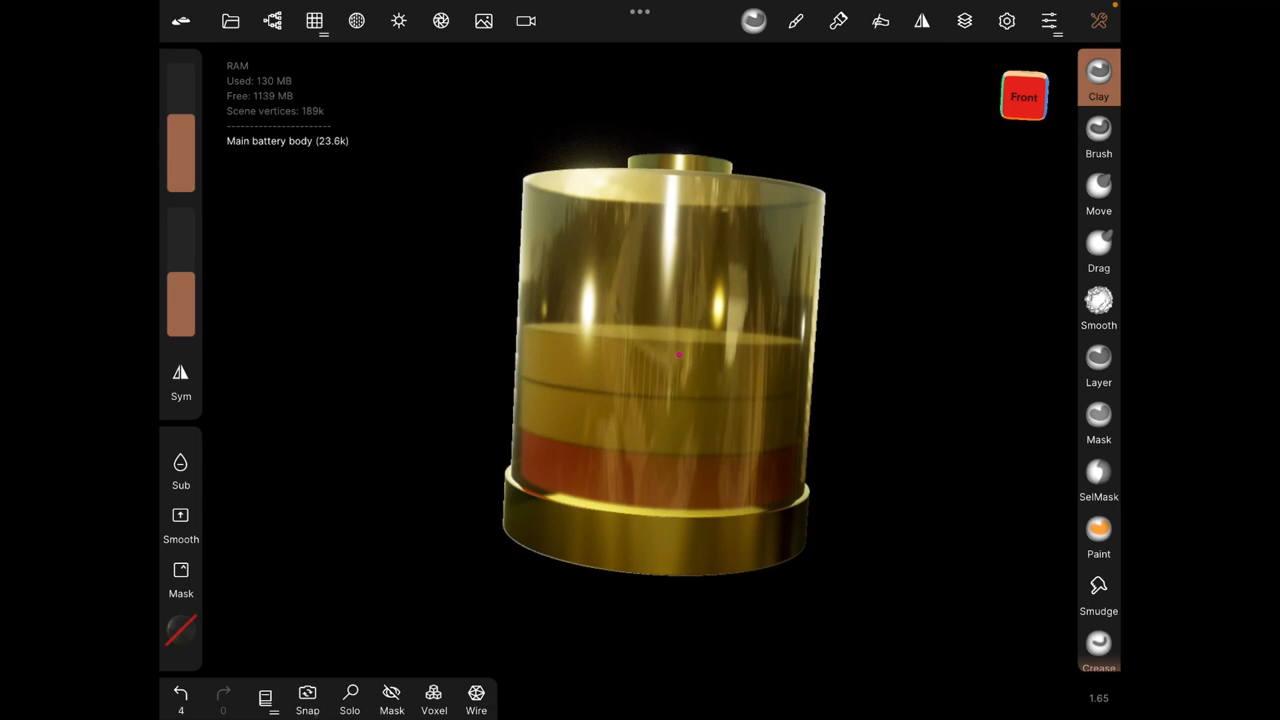 RAM
Used: 130 MB
Free: 1139 MB
Scene vertices: 189k
-----------------------
Main battery body (23.6k)
Front
Sym
Sub
Smooth
Mask
Clay
Brush
Move
Drag
Smooth
Layer
Mask
SelMask
Paint
Smudge
Crease
4
0
Snap
Solo
Mask
Voxel
Wire
1.65